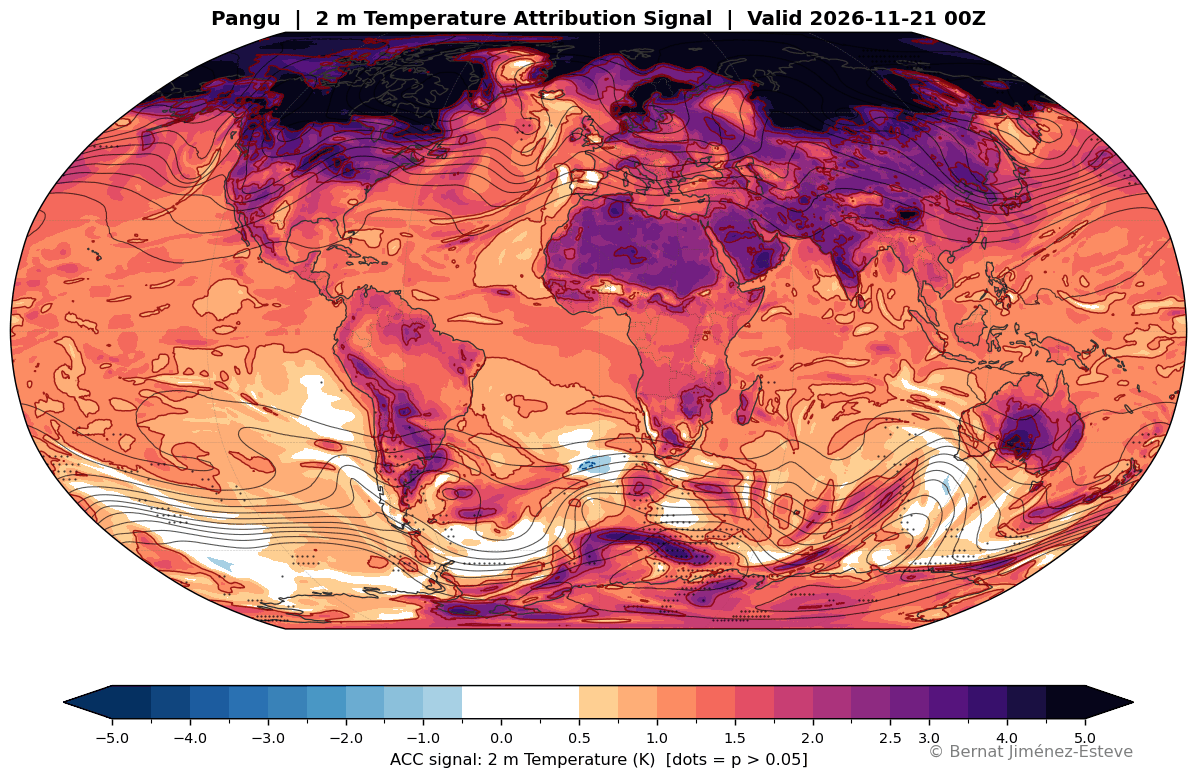 Pangu | 2 m Temperature Attribution Signal | Valid 2026-11-21 00Z
−5.0 −4.0 −3.0 −2.0 −1.0 0.0 0.5 1.0 1.5 2.0 2.5 3.0 4.0 5.0
ACC signal: 2 m Temperature (K) [dots = p > 0.05]
© Bernat Jiménez-Esteve